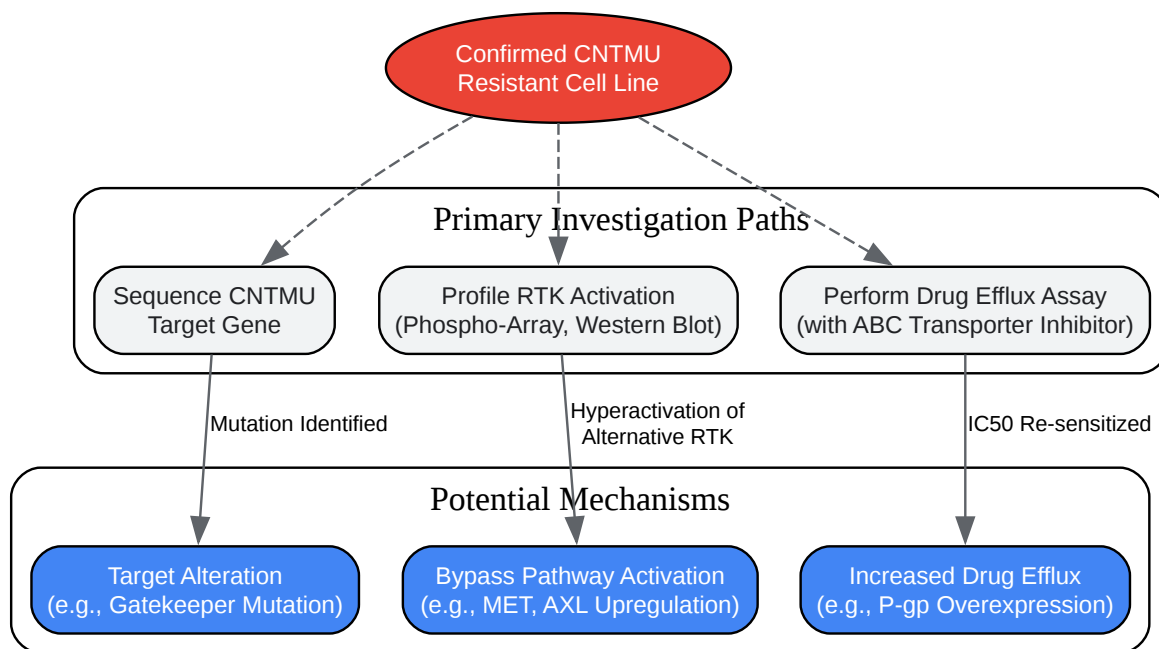 Confirmed CNTMU
Resistant Cell Line
Primary Investigation Paths
Sequence CNTMU
Target Gene
Profile RTK Activation
(Phospho-Array, Western Blot)
Perform Drug Efflux Assay
(with ABC Transporter Inhibitor)
Mutation Identified
Hyperactivation of
Alternative RTK
IC50 Re-sensitized
Potential Mechanisms
Target Alteration
(e.g., Gatekeeper Mutation)
Bypass Pathway Activation
(e.g., MET, AXL Upregulation)
Increased Drug Efflux
(e.g., P-gp Overexpression)